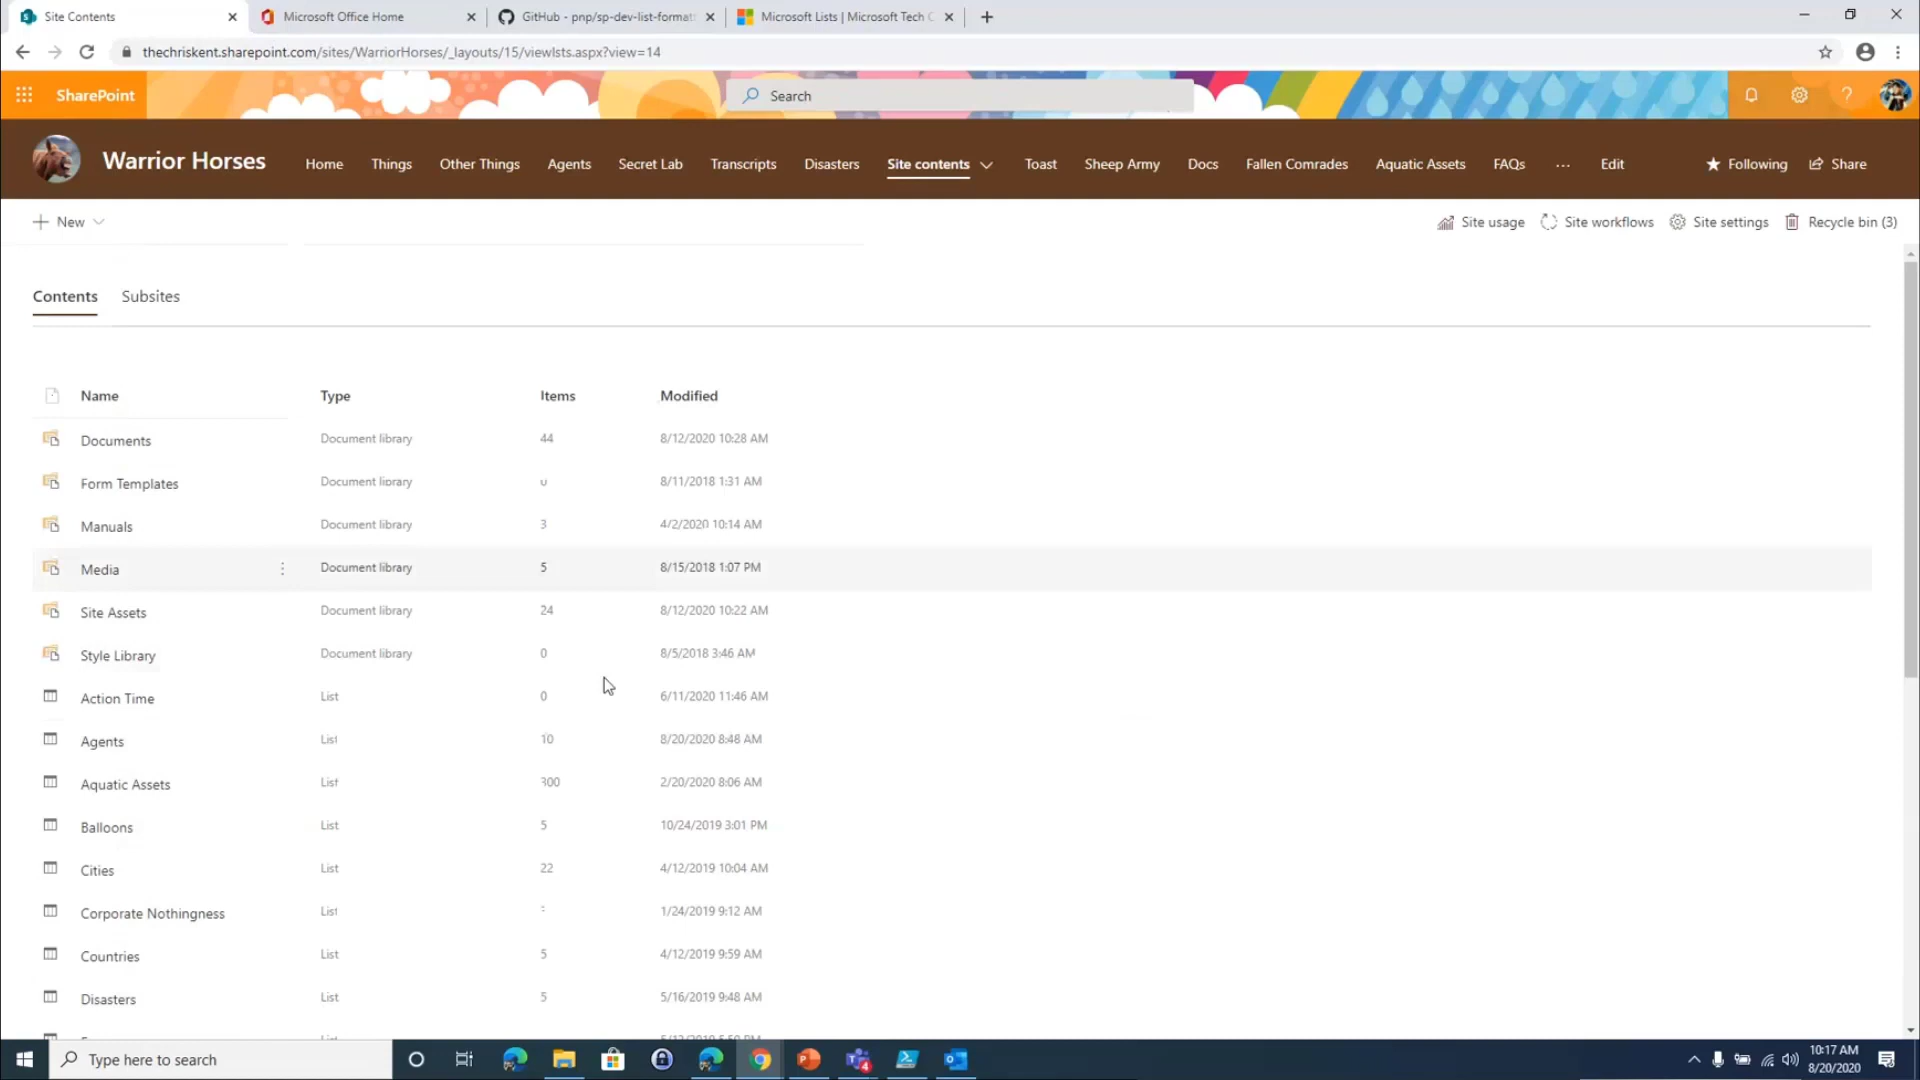 Site Contents
Microsoft Office Home
GitHub - pnp/sp-dev-list-format
Microsoft Lists | Microsoft Tech C
thechriskent.sharepoint.com/sites/WarriorHorses/_layouts/15/viewlsts.aspx?view=14
SharePoint
Search
Warrior Horses
Home Things Other Things Agents Secret Lab Transcripts Disasters Site contents Toast Sheep Army Docs Fallen Comrades Aquatic Assets FAQs ... Edit
Following Share
New
Site usage Site workflows Site settings Recycle bin (3)
Contents Subsites
Name Type Items Modified
Documents Document library 44 8/12/2020 10:28 AM
Form Templates Document library 8/11/2018 1:31 AM
Manuals Document library 3 4/2/2020 10:14 AM
Media Document library 5 8/15/2018 1:07 PM
Site Assets Document library 24 8/12/2020 10:22 AM
Style Library Document library 0 8/5/2018 3:46 AM
Action Time List 0 6/11/2020 11:46 AM
Agents List 10 8/20/2020 8:48 AM
Aquatic Assets List 300 2/20/2020 8:06 AM
Balloons List 5 10/24/2019 3:01 PM
Cities List 22 4/12/2019 10:04 AM
Corporate Nothingness List 1/24/2019 9:12 AM
Countries List 5 4/12/2019 9:59 AM
Disasters List 5 5/16/2019 9:48 AM
Type here to search
10:17 AM
8/20/2020